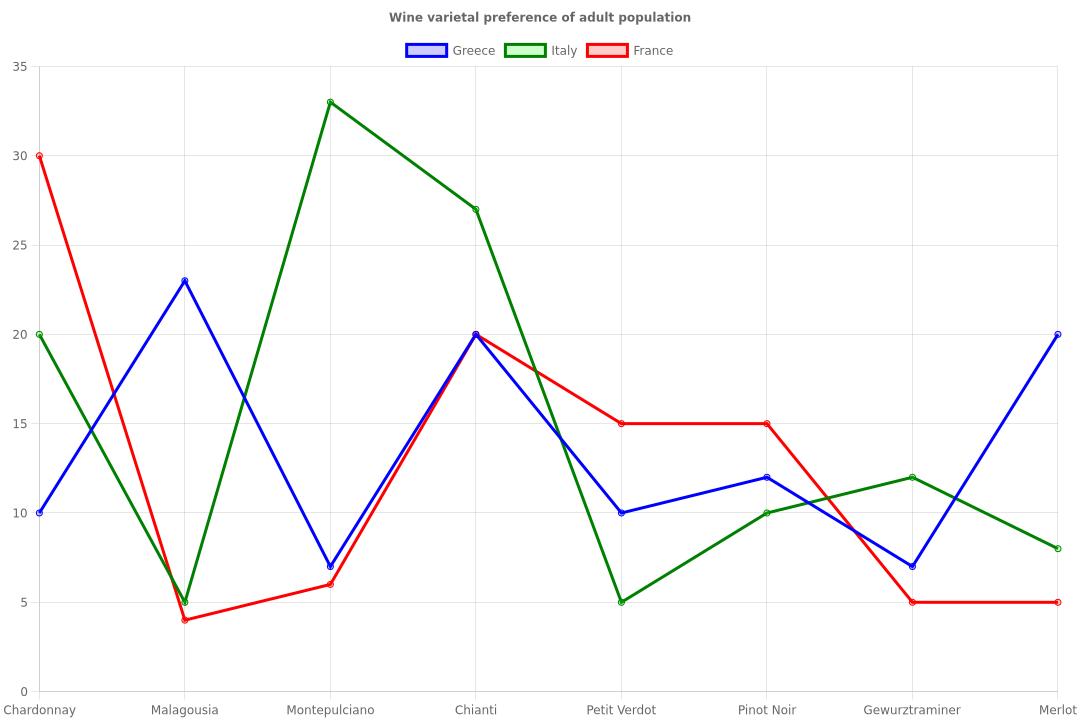 Wine varietal preference of adult population
Greece Italy France
35
30
25
20
15
10
5
0
Chardonnay Malagousia Montepulciano Chianti Petit Verdot Pinot Noir Gewurztraminer Merlot